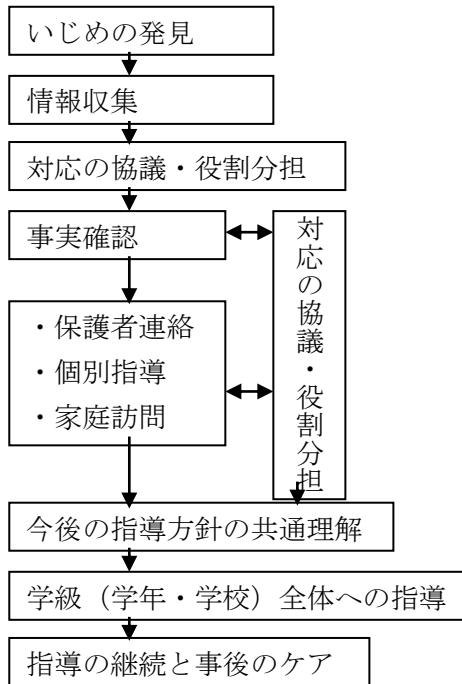 いじめの発見
情報収集
対応の協議・役割分担
事実確認
対応の協議・役割分担
・保護者連絡
・個別指導
・家庭訪問
今後の指導方針の共通理解
学級（学年・学校）全体への指導
指導の継続と事後のケア